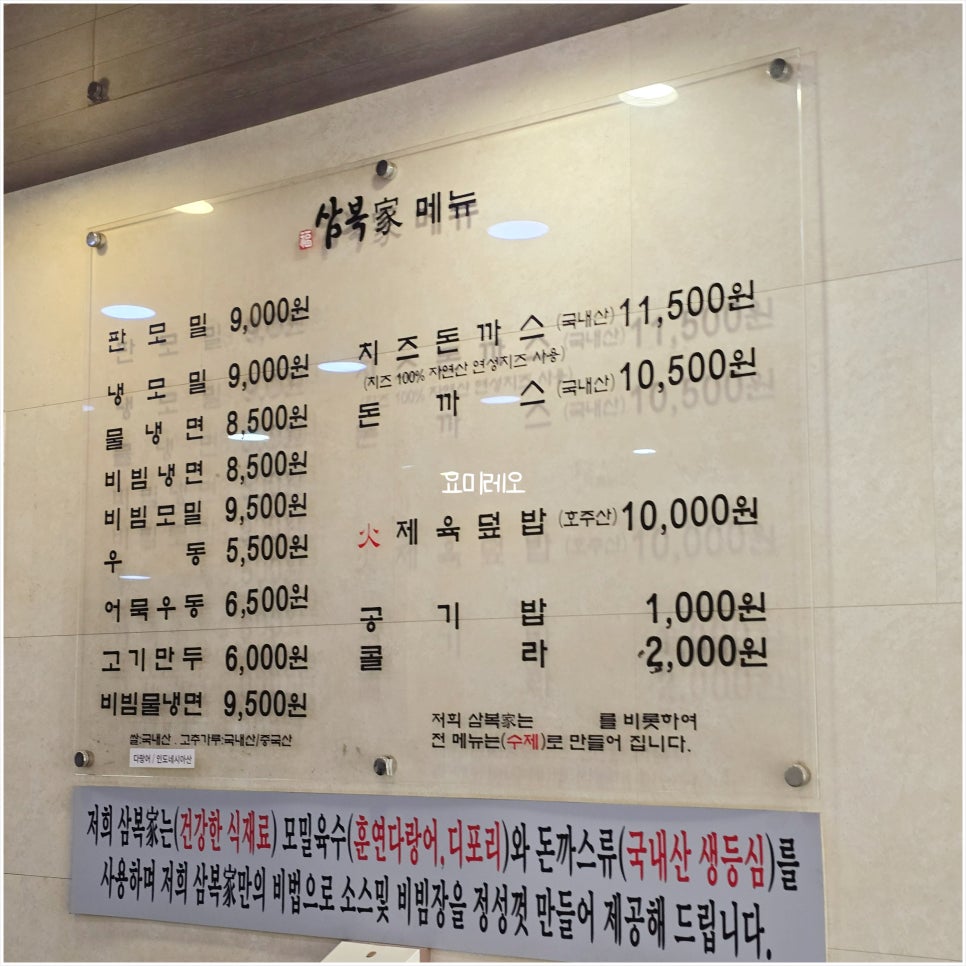 福 삼복家 메뉴
판모밀 9,000원
냉모밀 9,000원
물냉면 8,500원
비빔냉면 8,500원
비빔모밀 9,500원
우동 5,500원
어묵우동 6,500원
고기만두 6,000원
비빔물냉면 9,500원
쌀:국내산 . 고추가루:국내산/중국산
다랑어 / 인도네시아산
치즈돈까스 (국내산) 11,500원
(치즈 100% 자연산 연성치즈 사용)
돈까스 (국내산) 10,500원
요미레오
火제육덮밥 (호주산) 10,000원
공기밥 1,000원
콜라 2,000원
저희 삼복家는 를 비롯하여
전 메뉴는(수제)로 만들어 집니다.
저희 삼복家는(건강한 식재료) 모밀육수(훈연다랑어,디포리)와 돈까스류(국내산 생등심)를
사용하며 저희 삼복家만의 비법으로 소스및 비빔장을 정성껏 만들어 제공해 드립니다.